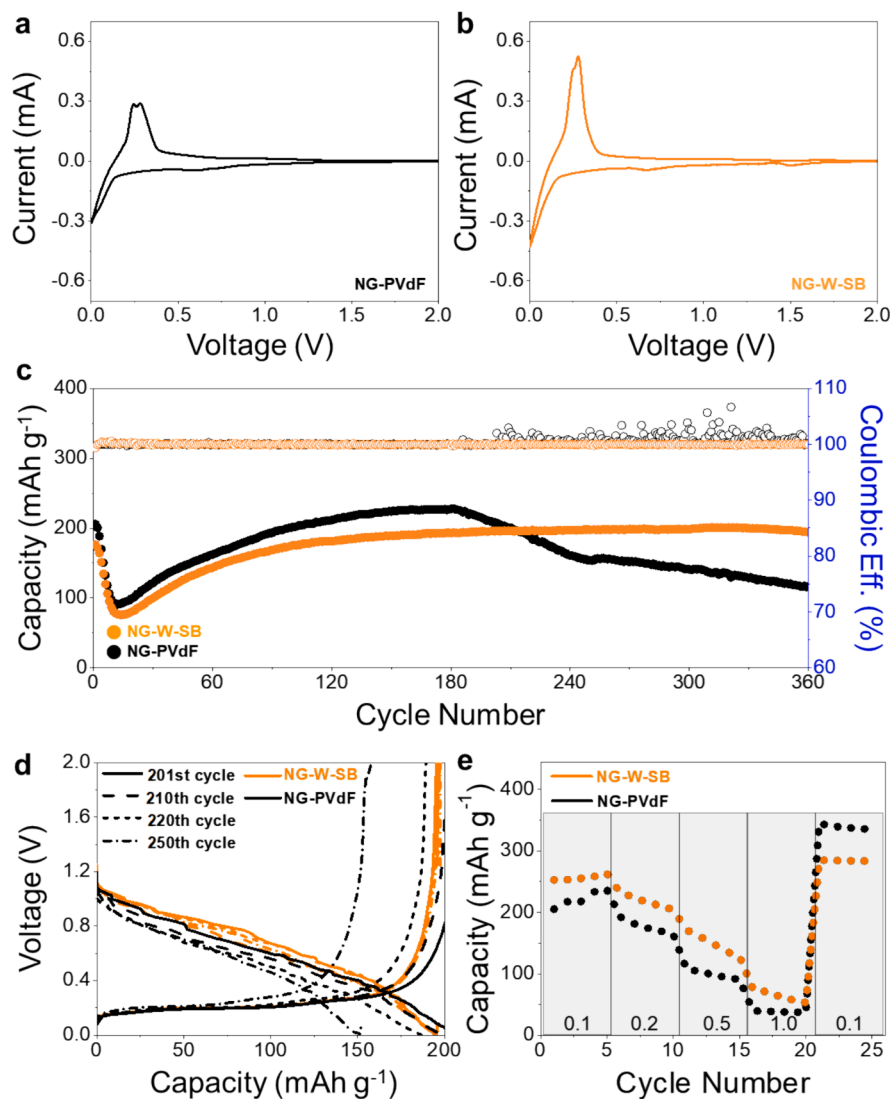 a
0.6
0.3
0.0
-0.3
-0.6
Current (mA)
NG-PVdF
0.0 0.5 1.0 1.5 2.0
Voltage (V)
b
0.6
0.3
0.0
-0.3
-0.6
Current (mA)
NG-W-SB
0.0 0.5 1.0 1.5 2.0
Voltage (V)
c
400
300
200
100
0
Capacity (mAh g⁻¹)
110
100
90
80
70
60
Coulombic Eff. (%)
NG-W-SB
NG-PVdF
0 60 120 180 240 300 360
Cycle Number
d
2.0
1.6
1.2
0.8
0.4
0.0
Voltage (V)
201st cycle
210th cycle
220th cycle
250th cycle
NG-W-SB
NG-PVdF
0 50 100 150 200
Capacity (mAh g⁻¹)
e
NG-W-SB
NG-PVdF
400
300
200
100
0
Capacity (mAh g⁻¹)
0.1 0.2 0.5 1.0 0.1
0 5 10 15 20 25
Cycle Number